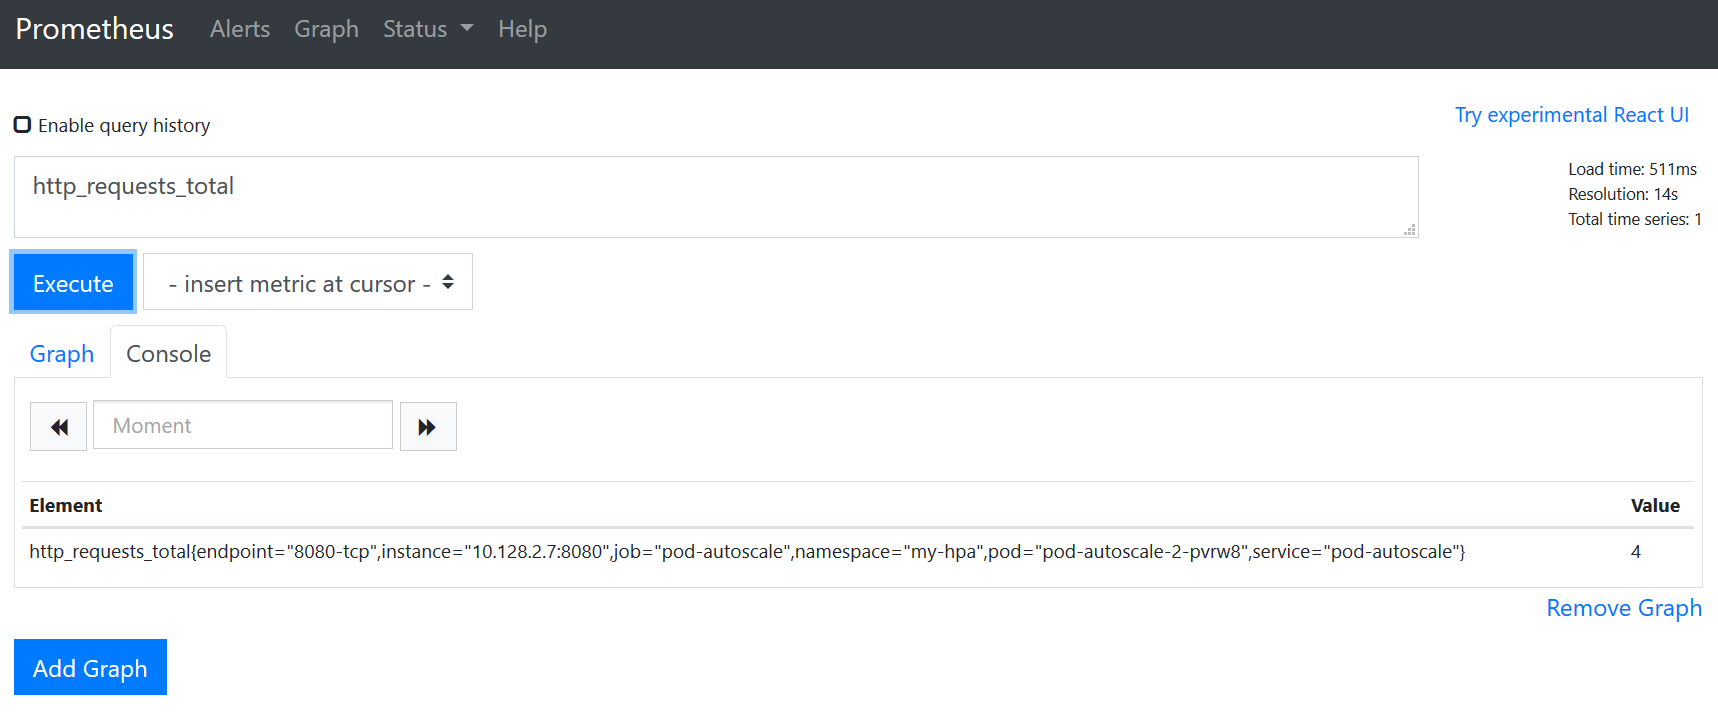 Prometheus Alerts Graph Status Help
Enable query history
Try experimental React UI
http_requests_total
Load time: 511ms
Resolution: 14s
Total time series: 1
Execute
- insert metric at cursor -
Graph Console
Moment
Element Value
http_requests_total{endpoint="8080-tcp",instance="10.128.2.7:8080",job="pod-autoscale",namespace="my-hpa",pod="pod-autoscale-2-pvrw8",service="pod-autoscale"} 4
Remove Graph
Add Graph